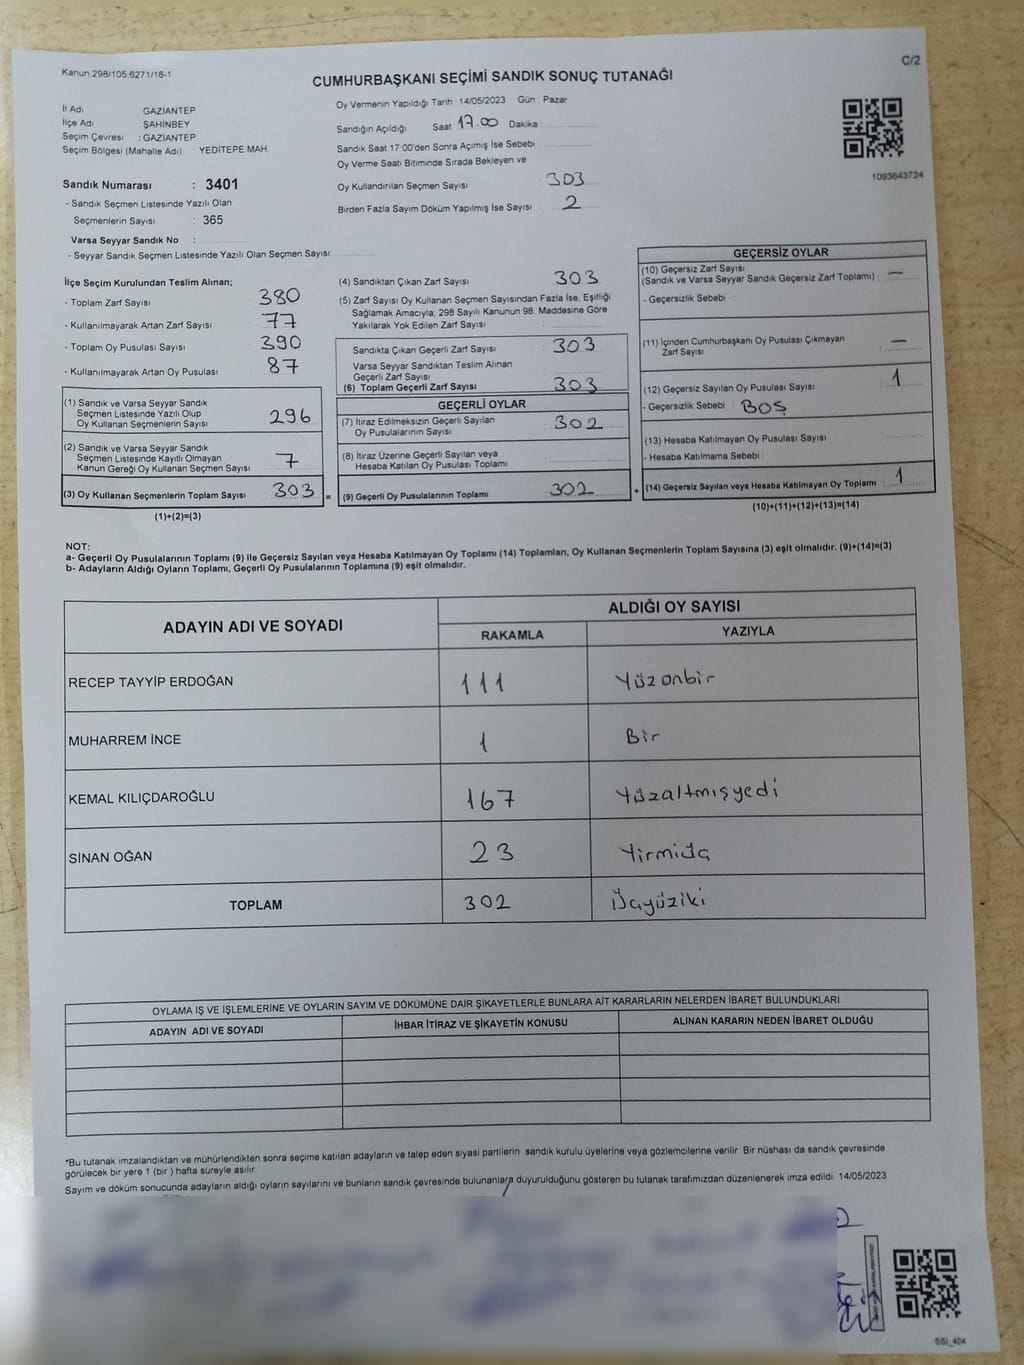 Kanun.298/105.6271/18-1
C/2
CUMHURBAŞKANI SEÇİMİ SANDIK SONUÇ TUTANAĞI
İl Adı : GAZİANTEP
İlçe Adı : ŞAHİNBEY
Seçim Çevresi : GAZİANTEP
Seçim Bölgesi (Mahalle Adı) YEDİTEPE MAH.
Sandık Numarası : 3401
- Sandık Seçmen Listesinde Yazılı Olan
Seçmenlerin Sayısı : 365
Varsa Seyyar Sandık No :
- Seyyar Sandık Seçmen Listesinde Yazılı Olan Seçmen Sayısı:
Oy Vermenin Yapıldığı Tarih :14/05/2023 Gün : Pazar
Sandığın Açıldığı Saat 17.00 Dakika :
Sandık Saat 17:00'den Sonra Açımış İse Sebebi
Oy Verme Saati Bitiminde Sırada Bekleyen ve
Oy Kullandırılan Seçmen Sayısı : 303
Birden Fazla Sayım Döküm Yapılmış İse Sayısı : 2
1093643724
İlçe Seçim Kurulundan Teslim Alınan;
- Toplam Zarf Sayısı 380
- Kullanılmayarak Artan Zarf Sayısı 77
- Toplam Oy Pusulası Sayısı 390
- Kullanılmayarak Artan Oy Pusulası 87
(1) Sandık ve Varsa Seyyar Sandık
Seçmen Listesinde Yazılı Olup
Oy Kullanan Seçmenlerin Sayısı 296
(2) Sandık ve Varsa Seyyar Sandık
Seçmen Listesinde Kayıtlı Olmayan
Kanun Gereği Oy Kullanan Seçmen Sayısı 7
(3) Oy Kullanan Seçmenlerin Toplam Sayısı 303 =
(1)+(2)=(3)
(4) Sandıktan Çıkan Zarf Sayısı 303
(5) Zarf Sayısı Oy Kullanan Seçmen Sayısından Fazla İse, Eşitliği
Sağlamak Amacıyla; 298 Sayılı Kanunun 98. Maddesine Göre
Yakılarak Yok Edilen Zarf Sayısı :
Sandıkta Çıkan Geçerli Zarf Sayısı : 303
Varsa Seyyar Sandıktan Teslim Alınan
Geçerli Zarf Sayısı
(6) Toplam Geçerli Zarf Sayısı : 303
GEÇERLİ OYLAR
(7) İtiraz Edilmeksizin Geçerli Sayılan
Oy Pusulalarının Sayısı : 302
(8) İtiraz Üzerine Geçerli Sayılan veya
Hesaba Katılan Oy Pusulası Toplamı
(9) Geçerli Oy Pusulalarının Toplamı : 302 +
GEÇERSİZ OYLAR
(10) Geçersiz Zarf Sayısı
(Sandık ve Varsa Seyyar Sandık Geçersiz Zarf Toplamı) : —
- Geçersizlik Sebebi :
(11) İçinden Cumhurbaşkanı Oy Pusulası Çıkmayan
Zarf Sayısı : —
(12) Geçersiz Sayılan Oy Pusulası Sayısı : 1
- Geçersizlik Sebebi : BOŞ
(13) Hesaba Katılmayan Oy Pusulası Sayısı :
- Hesaba Katılmama Sebebi :
(14) Geçersiz Sayılan veya Hesaba Katılmayan Oy Toplamı : 1
(10)+(11)+(12)+(13)=(14)
NOT:
a- Geçerli Oy Pusulalarının Toplamı (9) ile Geçersiz Sayılan veya Hesaba Katılmayan Oy Toplamı (14) Toplamları, Oy Kullanan Seçmenlerin Toplam Sayısına (3) eşit olmalıdır. (9)+(14)=(3)
b- Adayların Aldığı Oyların Toplamı, Geçerli Oy Pusulalarının Toplamına (9) eşit olmalıdır.
ADAYIN ADI VE SOYADI
ALDIĞI OY SAYISI
RAKAMLA YAZIYLA
RECEP TAYYİP ERDOĞAN 111 Yüzonbir
MUHARREM İNCE 1 Bir
KEMAL KILIÇDAROĞLU 167 Yüzaltmışyedi
SİNAN OĞAN 23 Yirmiüç
TOPLAM 302 Üçyüziki
OYLAMA İŞ VE İŞLEMLERİNE VE OYLARIN SAYIM VE DÖKÜMÜNE DAİR ŞİKAYETLERLE BUNLARA AİT KARARLARIN NELERDEN İBARET BULUNDUKLARI
ADAYIN ADI VE SOYADI İHBAR İTİRAZ VE ŞİKAYETİN KONUSU ALINAN KARARIN NEDEN İBARET OLDUĞU
*Bu tutanak imzalandıktan ve mühürlendikten sonra seçime katılan adayların ve talep eden siyasi partilerin sandık kurulu üyelerine veya gözlemcilerine verilir. Bir nüshası da sandık çevresinde
görülecek bir yere 1 (bir ) hafta süreyle asılır.
Sayım ve döküm sonucunda adayların aldığı oyların sayılarını ve bunların sandık çevresinde bulunanlara duyurulduğunu gösteren bu tutanak tarafımızdan düzenlenerek imza edildi. 14/05/2023
SSI_404